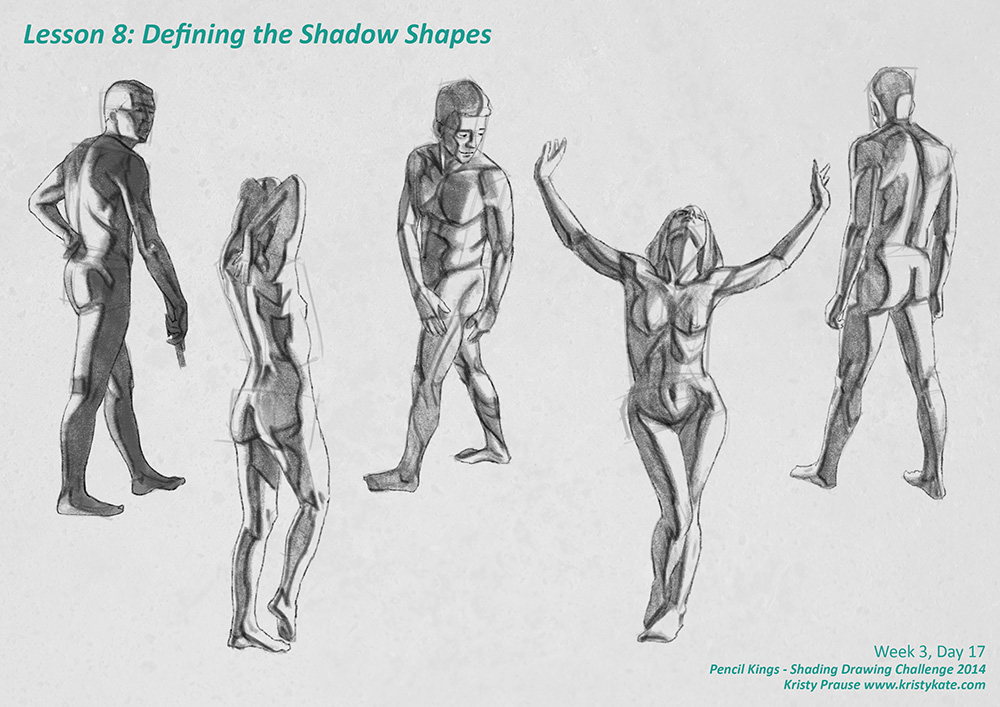 Lesson 8: Defining the Shadow Shapes
Week 3, Day 17
Pencil Kings - Shading Drawing Challenge 2014
Kristy Prause www.kristykate.com